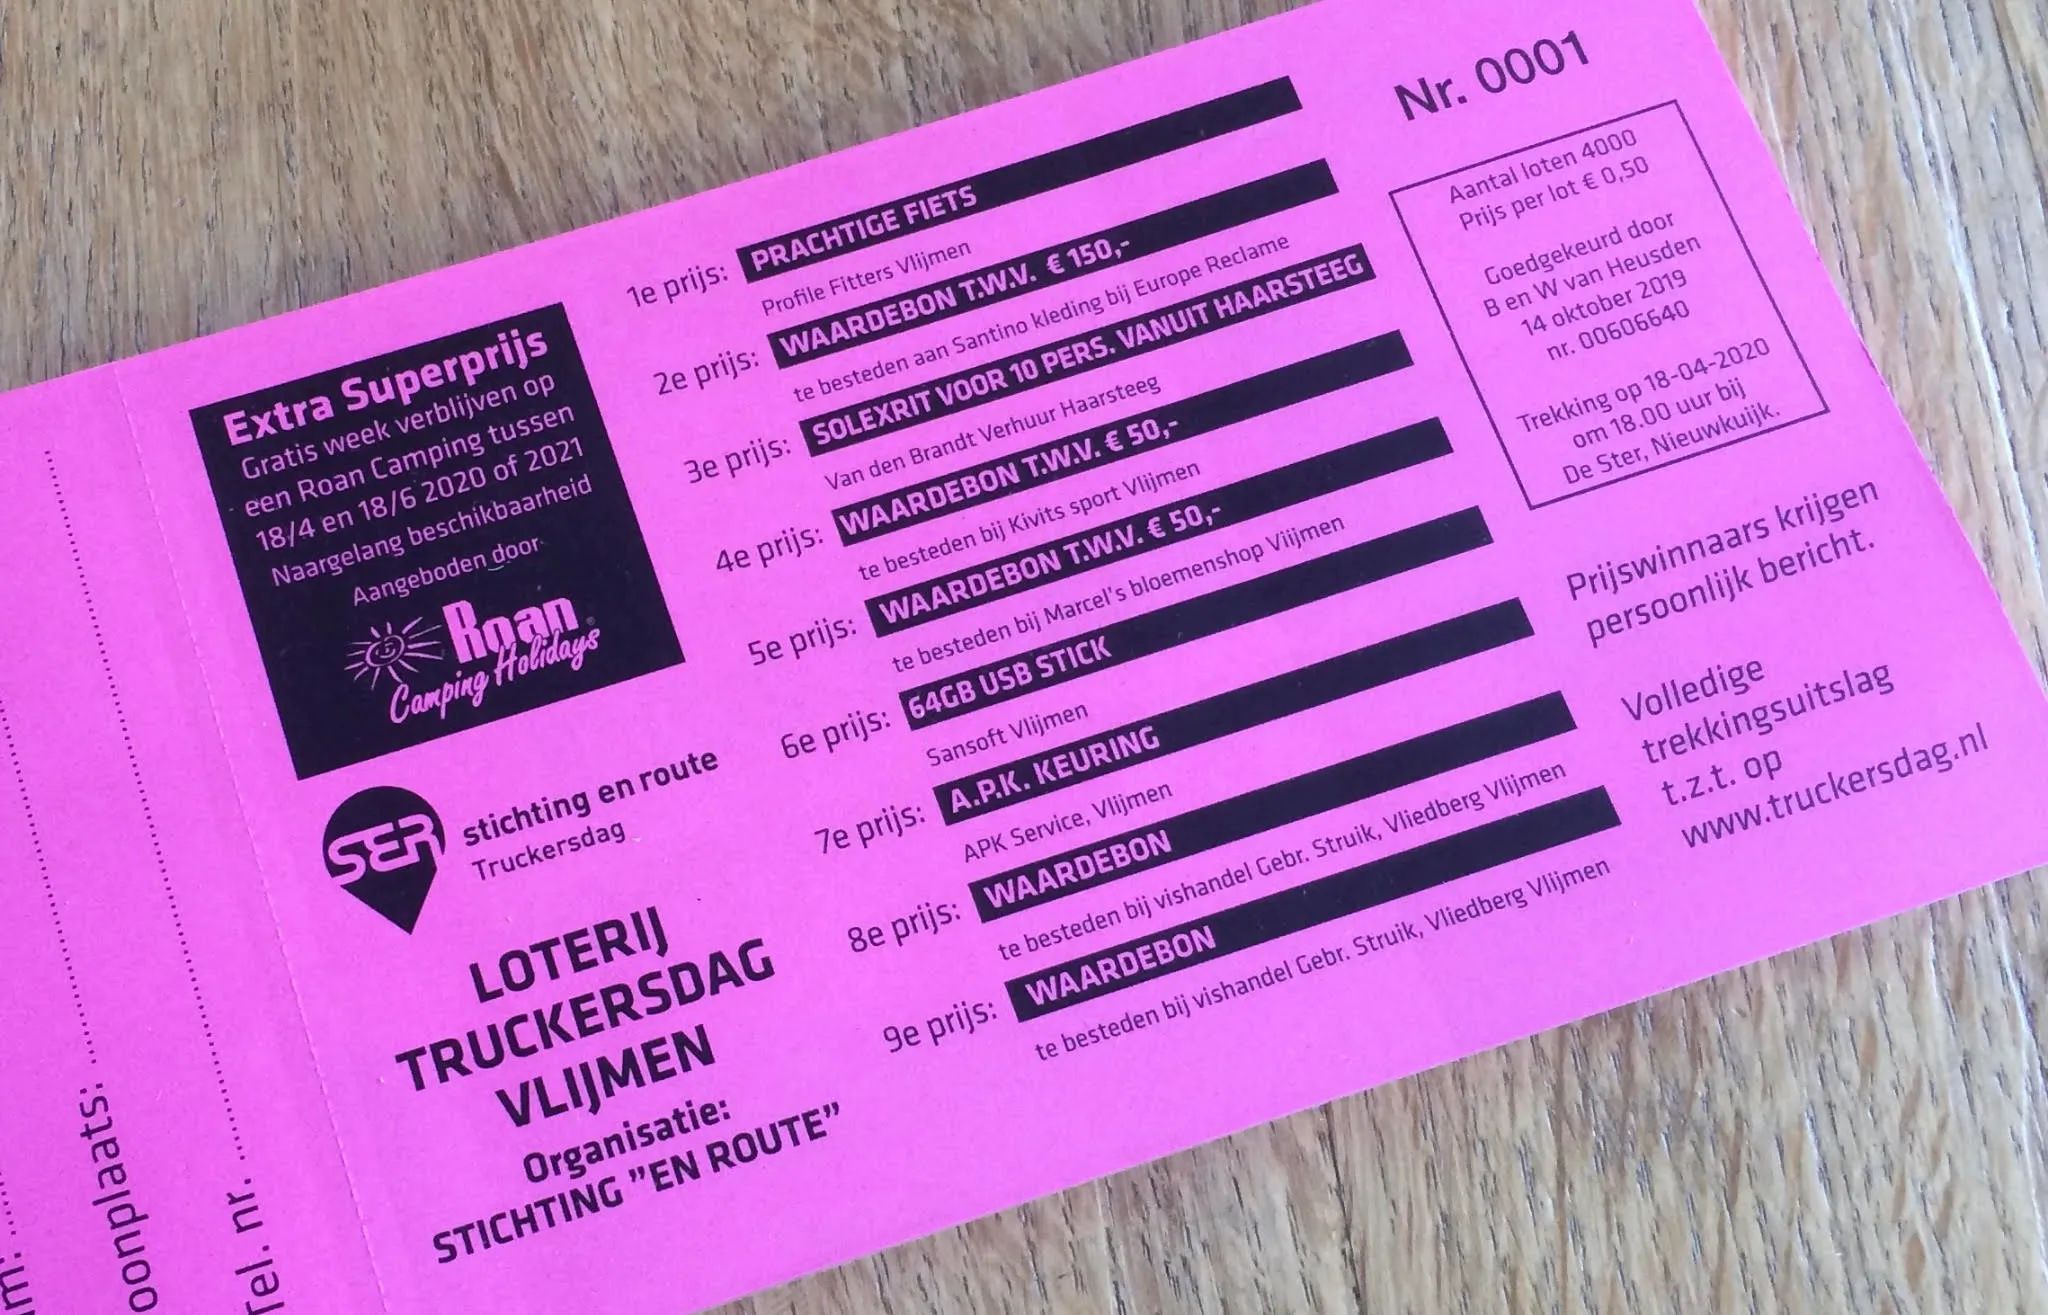 m:
oonplaats:
Tel. nr.
Extra Superprijs
Gratis week verblijven op
een Roan Camping tussen
18/4 en 18/6 2020 of 2021
Naargelang beschikbaarheid
Aangeboden door
Roan
Camping Holidays
SER
stichting en route
Truckersdag
LOTERIJ
TRUCKERSDAG
VLIJMEN
Organisatie:
STICHTING "EN ROUTE"
1e prijs: PRACHTIGE FIETS
Profile Fitters Vlijmen
2e prijs: WAARDEBON T.W.V. € 150,-
te besteden aan Santino kleding bij Europe Reclame
3e prijs: SOLEXRIT VOOR 10 PERS. VANUIT HAARSTEEG
Van den Brandt Verhuur Haarsteeg
4e prijs: WAARDEBON T.W.V. € 50,-
te besteden bij Kivits sport Vlijmen
5e prijs: WAARDEBON T.W.V. € 50,-
te besteden bij Marcel's bloemenshop Viijmen
6e prijs: 64GB USB STICK
Sansoft Vlijmen
7e prijs: A.P.K. KEURING
APK Service, Vlijmen
8e prijs: WAARDEBON
te besteden bij vishandel Gebr. Struik, Vliedberg Vlijmen
9e prijs: WAARDEBON
te besteden bij vishandel Gebr. Struik, Vliedberg Vlijmen
Nr. 0001
Aantal loten 4000
Prijs per lot € 0,50
Goedgekeurd door
B en W van Heusden
14 oktober 2019
nr. 00606640
Trekking op 18-04-2020
om 18.00 uur bij
De Ster, Nieuwkuijk.
Prijswinnaars krijgen
persoonlijk bericht.
Volledige
trekkingsuitslag
t.z.t. op
www.truckersdag.nl